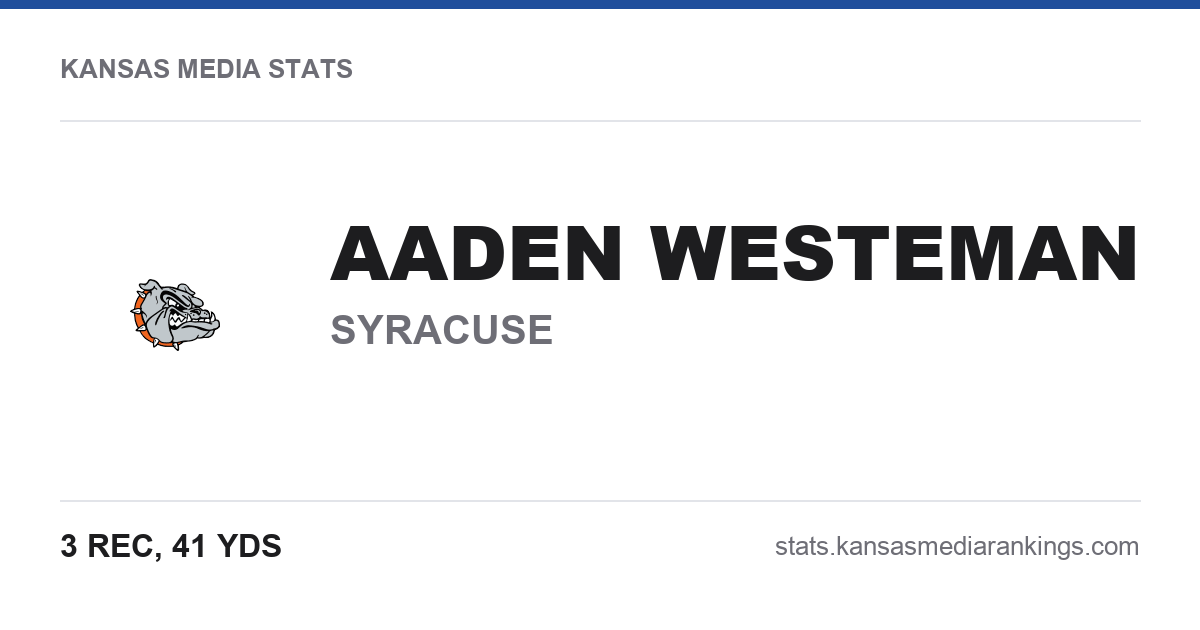 KANSAS MEDIA STATS
AADEN WESTEMAN
SYRACUSE
3 REC, 41 YDS
stats.kansasmediarankings.com